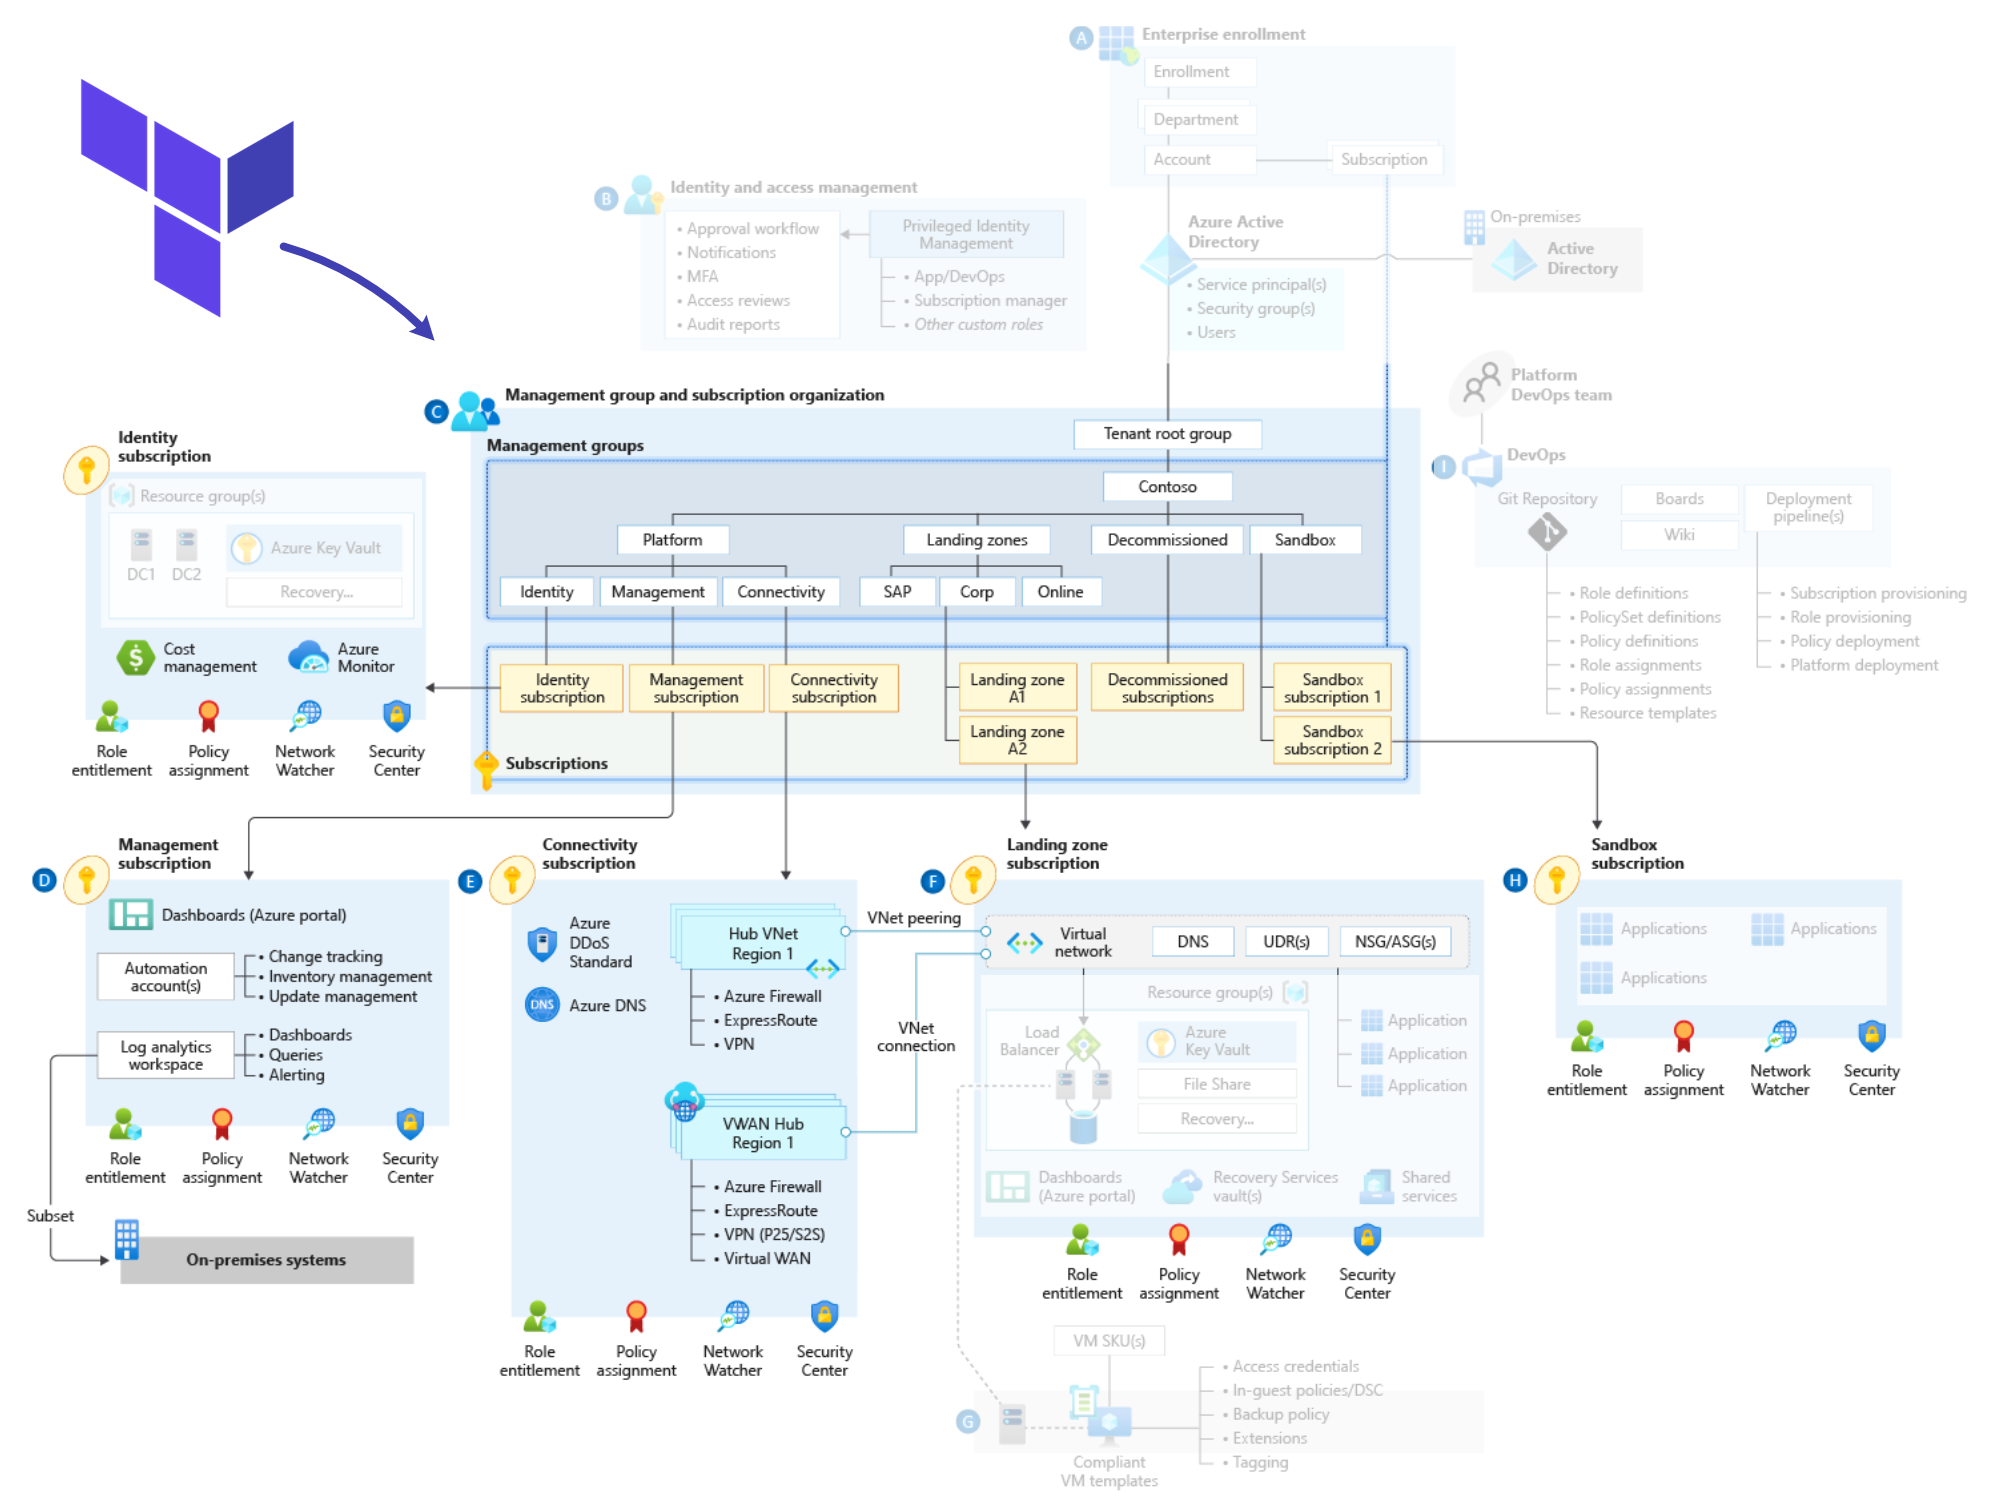 A
Enterprise enrollment
Enrollment
Department
Account
Subscription
B
Identity and access management
• Approval workflow
• Notifications
• MFA
• Access reviews
• Audit reports
Privileged Identity
Management
• App/DevOps
• Subscription manager
• Other custom roles
Azure Active
Directory
• Service principal(s)
• Security group(s)
• Users
On-premises
Active
Directory
Platform
DevOps team
I
DevOps
Git Repository
Boards
Wiki
Deployment
pipeline(s)
• Role definitions
• PolicySet definitions
• Policy definitions
• Role assignments
• Policy assignments
• Resource templates
• Subscription provisioning
• Role provisioning
• Policy deployment
• Platform deployment
C
Management group and subscription organization
Management groups
Tenant root group
Contoso
Platform
Landing zones
Decommissioned
Sandbox
Identity
Management
Connectivity
SAP
Corp
Online
Identity
subscription
Management
subscription
Connectivity
subscription
Landing zone
A1
Landing zone
A2
Decommissioned
subscriptions
Sandbox
subscription 1
Sandbox
subscription 2
Subscriptions
Identity
subscription
Resource group(s)
DC1
DC2
Azure Key Vault
Recovery...
Cost
management
Azure
Monitor
Role
entitlement
Policy
assignment
Network
Watcher
Security
Center
D
Management
subscription
Dashboards (Azure portal)
Automation
account(s)
• Change tracking
• Inventory management
• Update management
Log analytics
workspace
• Dashboards
• Queries
• Alerting
Role
entitlement
Policy
assignment
Network
Watcher
Security
Center
Subset
On-premises systems
E
Connectivity
subscription
Azure
DDoS
Standard
DNS
Azure DNS
Hub VNet
Region 1
• Azure Firewall
• ExpressRoute
• VPN
VWAN Hub
Region 1
• Azure Firewall
• ExpressRoute
• VPN (P25/S2S)
• Virtual WAN
Role
entitlement
Policy
assignment
Network
Watcher
Security
Center
VNet peering
VNet
connection
F
Landing zone
subscription
Virtual
network
DNS
UDR(s)
NSG/ASG(s)
Resource group(s)
Load
Balancer
Azure
Key Vault
File Share
Recovery...
Application
Application
Application
Dashboards
(Azure portal)
Recovery Services
vault(s)
Shared
services
Role
entitlement
Policy
assignment
Network
Watcher
Security
Center
G
VM SKU(s)
Compliant
VM templates
• Access credentials
• In-guest policies/DSC
• Backup policy
• Extensions
• Tagging
H
Sandbox
subscription
Applications
Applications
Applications
Role
entitlement
Policy
assignment
Network
Watcher
Security
Center